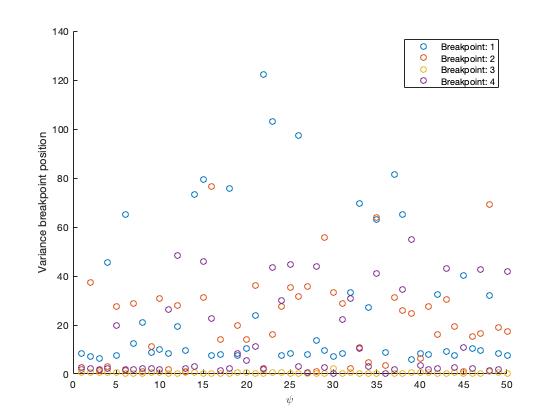 140
120
100
80
60
40
20
0
Variance breakpoint position
0 5 10 15 20 25 30 35 40 45 50
ψ
Breakpoint: 1
Breakpoint: 2
Breakpoint: 3
Breakpoint: 4